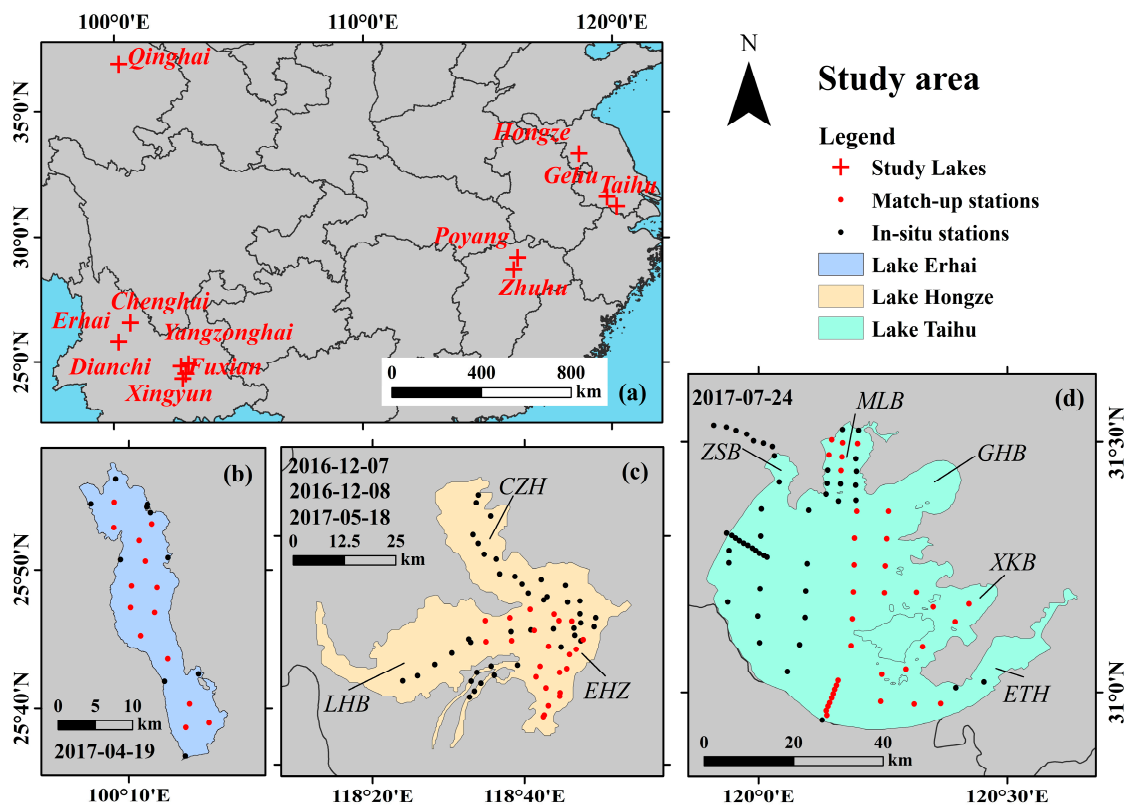 100°0'E
110°0'E
120°0'E
35°0'N
30°0'N
25°0'N
Qinghai
Hongze
Gehu
Taihu
Poyang
Zhuhu
Chenghai
Erhai
Yangzonghai
Dianchi
Fuxian
Xingyun
0 400 800
km
(a)
N
Study area
Legend
Study Lakes
Match-up stations
In-situ stations
Lake Erhai
Lake Hongze
Lake Taihu
(b)
25°50'N
25°40'N
0 5 10
km
2017-04-19
100°10'E
(c)
2016-12-07
2016-12-08
2017-05-18
0 12.5 25
km
CZH
LHB
EHZ
118°20'E
118°40'E
(d)
2017-07-24
MLB
ZSB
GHB
XKB
ETH
31°30'N
31°0'N
0 20 40
km
120°0'E
120°30'E